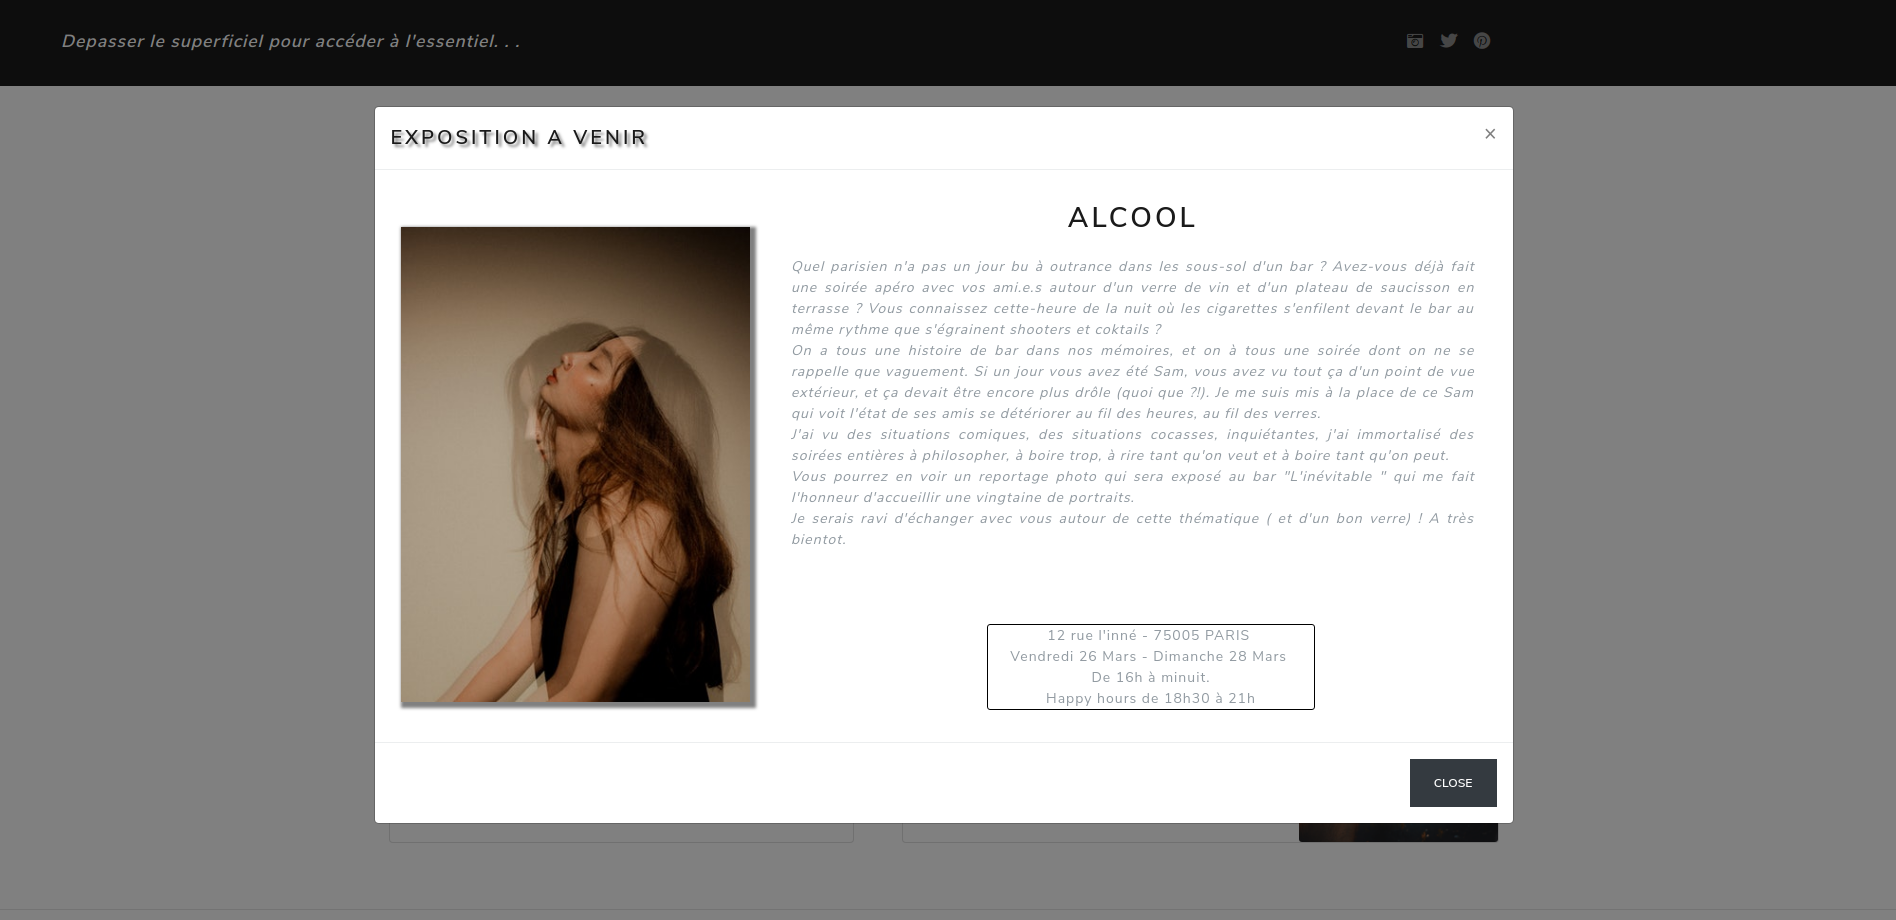 Depasser le superficiel pour accéder à l'essentiel. . .
EXPOSITION A VENIR
×
ALCOOL
Quel parisien n'a pas un jour bu à outrance dans les sous-sol d'un bar ? Avez-vous déjà fait
une soirée apéro avec vos ami.e.s autour d'un verre de vin et d'un plateau de saucisson en
terrasse ? Vous connaissez cette-heure de la nuit où les cigarettes s'enfilent devant le bar au
même rythme que s'égrainent shooters et coktails ?
On a tous une histoire de bar dans nos mémoires, et on à tous une soirée dont on ne se
rappelle que vaguement. Si un jour vous avez été Sam, vous avez vu tout ça d'un point de vue
extérieur, et ça devait être encore plus drôle (quoi que ?!). Je me suis mis à la place de ce Sam
qui voit l'état de ses amis se détériorer au fil des heures, au fil des verres.
J'ai vu des situations comiques, des situations cocasses, inquiétantes, j'ai immortalisé des
soirées entières à philosopher, à boire trop, à rire tant qu'on veut et à boire tant qu'on peut.
Vous pourrez en voir un reportage photo qui sera exposé au bar "L'inévitable " qui me fait
l'honneur d'accueillir une vingtaine de portraits.
Je serais ravi d'échanger avec vous autour de cette thématique ( et d'un bon verre) ! A très
bientot.
12 rue l'inné - 75005 PARIS
Vendredi 26 Mars - Dimanche 28 Mars
De 16h à minuit.
Happy hours de 18h30 à 21h
CLOSE